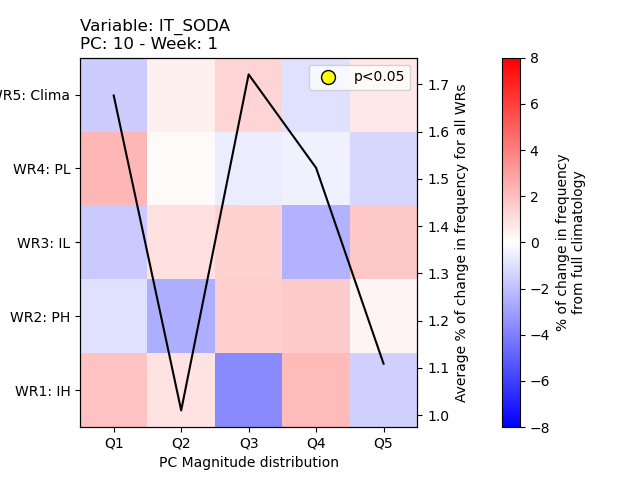 Variable: IT_SODA
PC: 10 - Week: 1
p<0.05
WR5: Clima
WR4: PL
WR3: IL
WR2: PH
WR1: IH
Q1 Q2 Q3 Q4 Q5
PC Magnitude distribution
1.7
1.6
1.5
1.4
1.3
1.2
1.1
1.0
Average % of change in frequency for all WRs
8
6
4
2
0
−2
−4
−6
−8
% of change in frequency
from full climatology